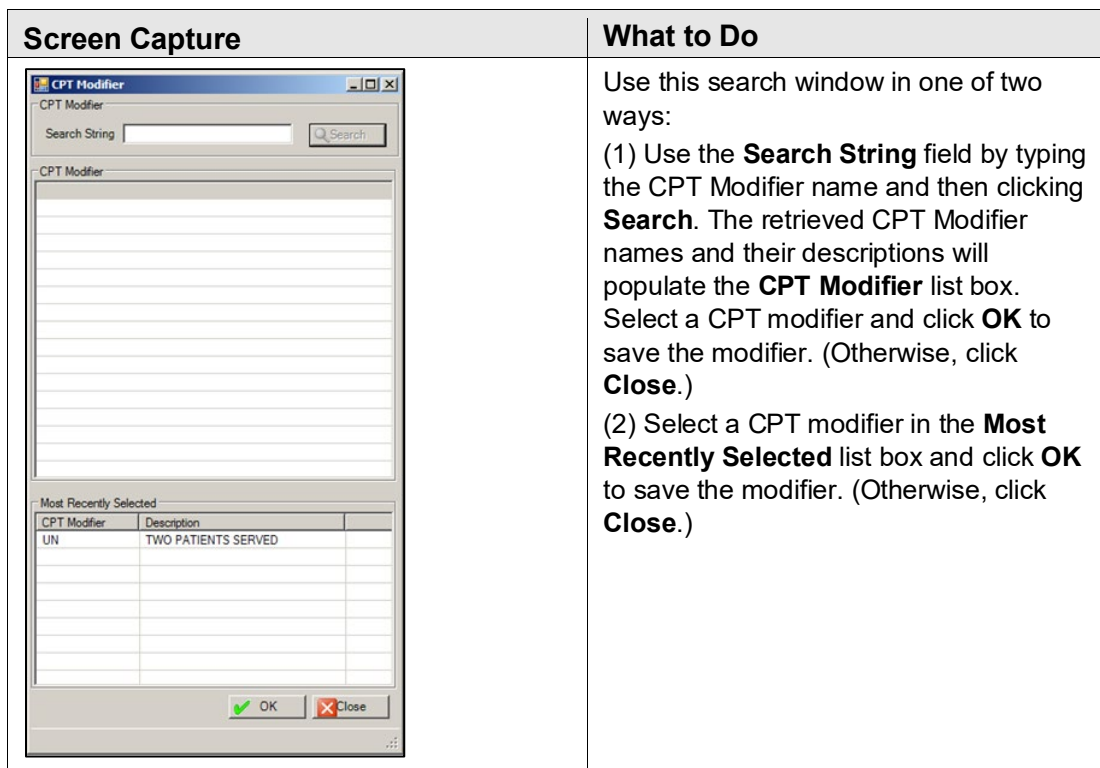 Screen Capture
What to Do
CPT Modifier
CPT Modifier
Search String
Search
CPT Modifier
Most Recently Selected
CPT Modifier Description
UN TWO PATIENTS SERVED
OK Close
Use this search window in one of two
ways:
(1) Use the Search String field by typing
the CPT Modifier name and then clicking
Search. The retrieved CPT Modifier
names and their descriptions will
populate the CPT Modifier list box.
Select a CPT modifier and click OK to
save the modifier. (Otherwise, click
Close.)
(2) Select a CPT modifier in the Most
Recently Selected list box and click OK
to save the modifier. (Otherwise, click
Close.)